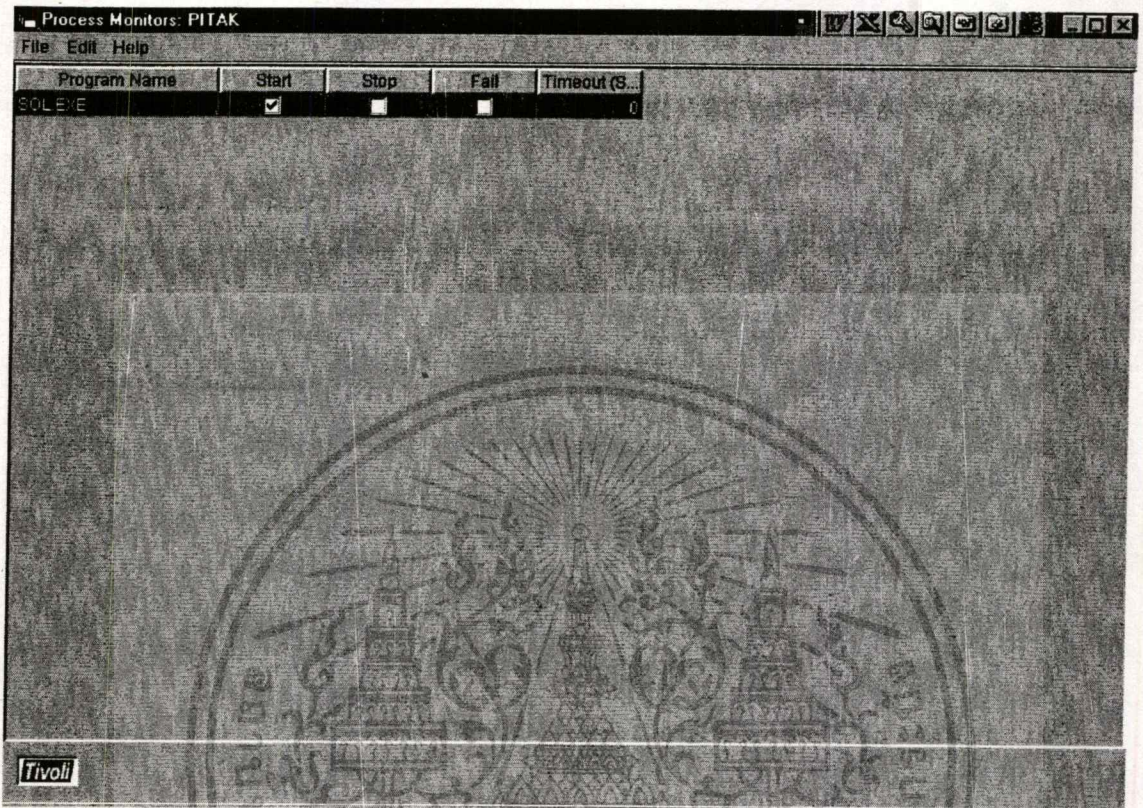 Process Monitors: PITAK
File Edit Help
Program Name Start Stop Fail Timeout (S...
SOL.EXE 0
Tivoli